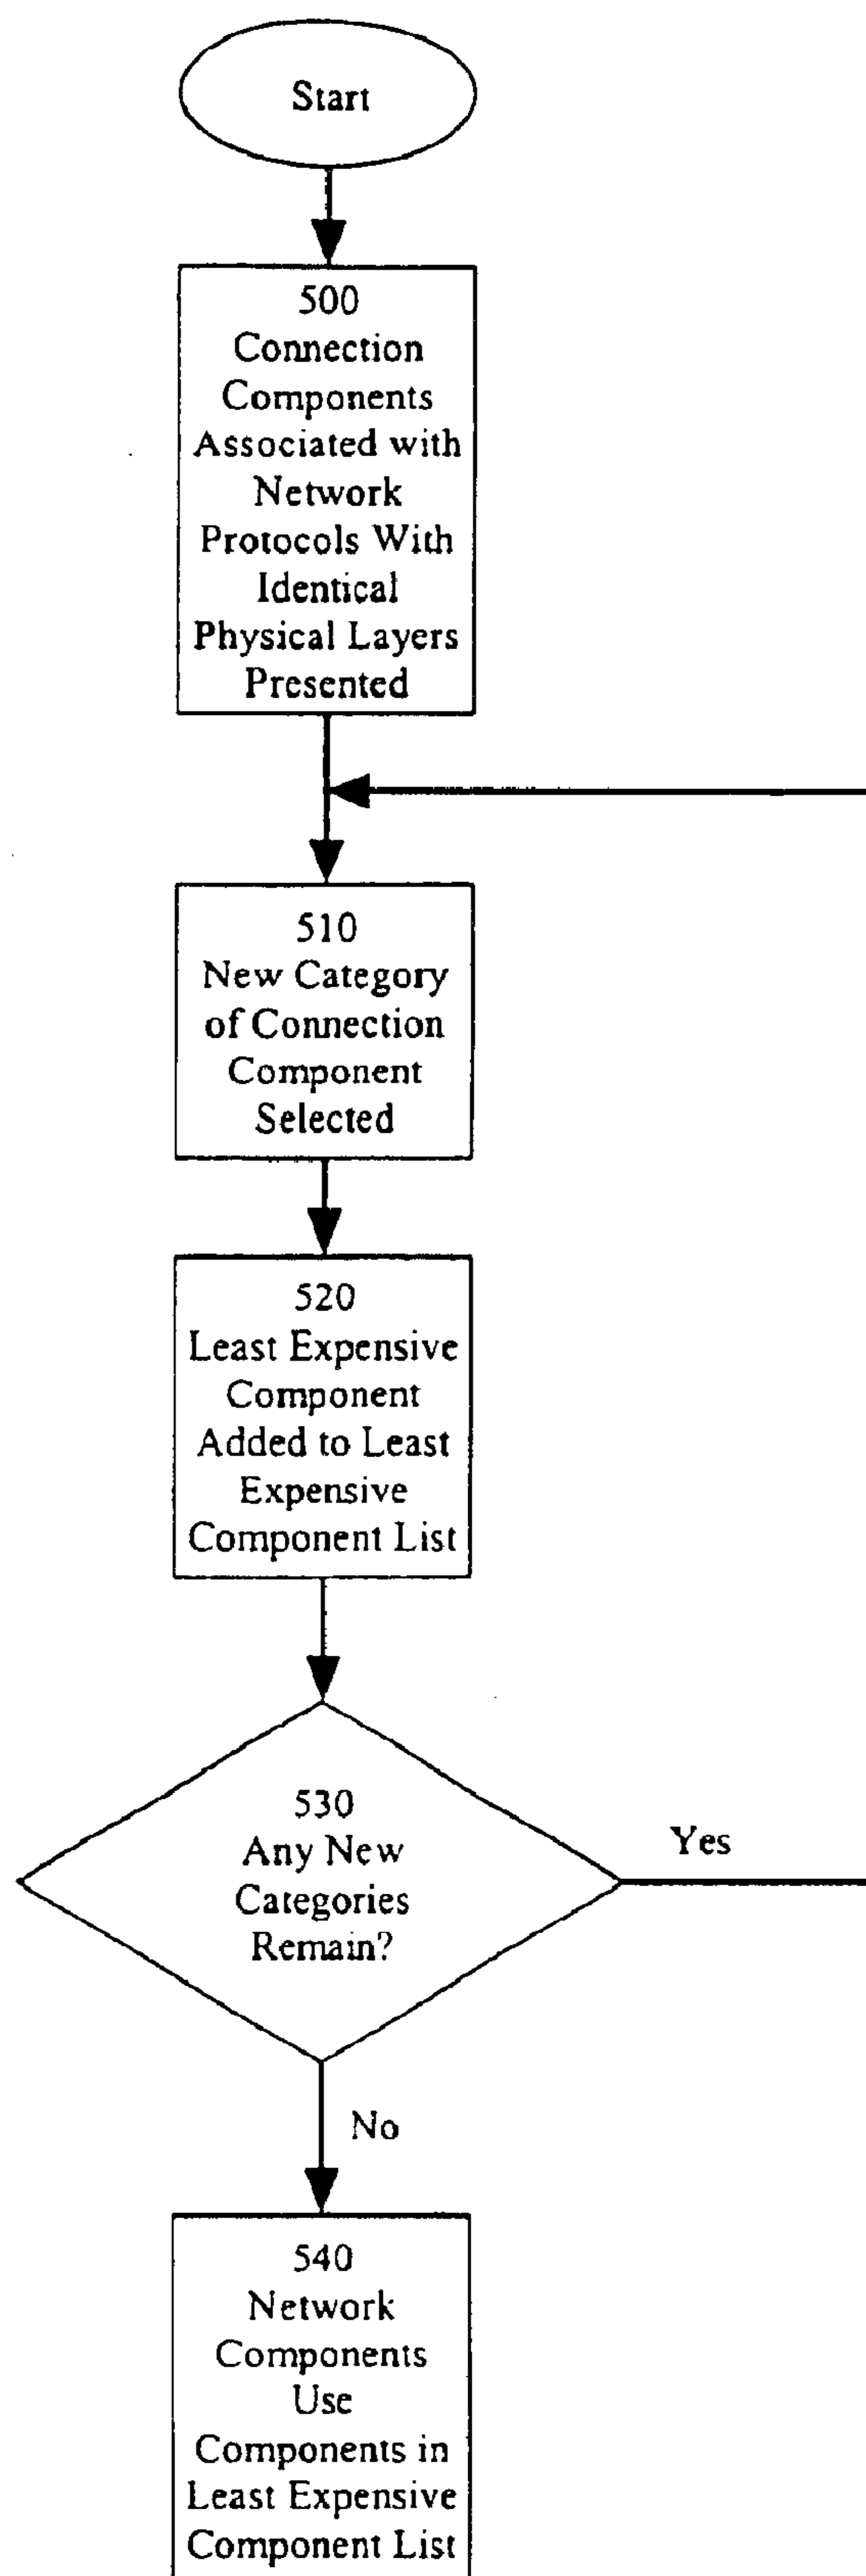 Start
500
Connection
Components
Associated with
Network
Protocols With
Identical
Physical Layers
Presented
510
New Category
of Connection
Component
Selected
520
Least Expensive
Component
Added to Least
Expensive
Component List
530
Any New
Categories
Remain?
Yes
No
540
Network
Components
Use
Components in
Least Expensive
Component List